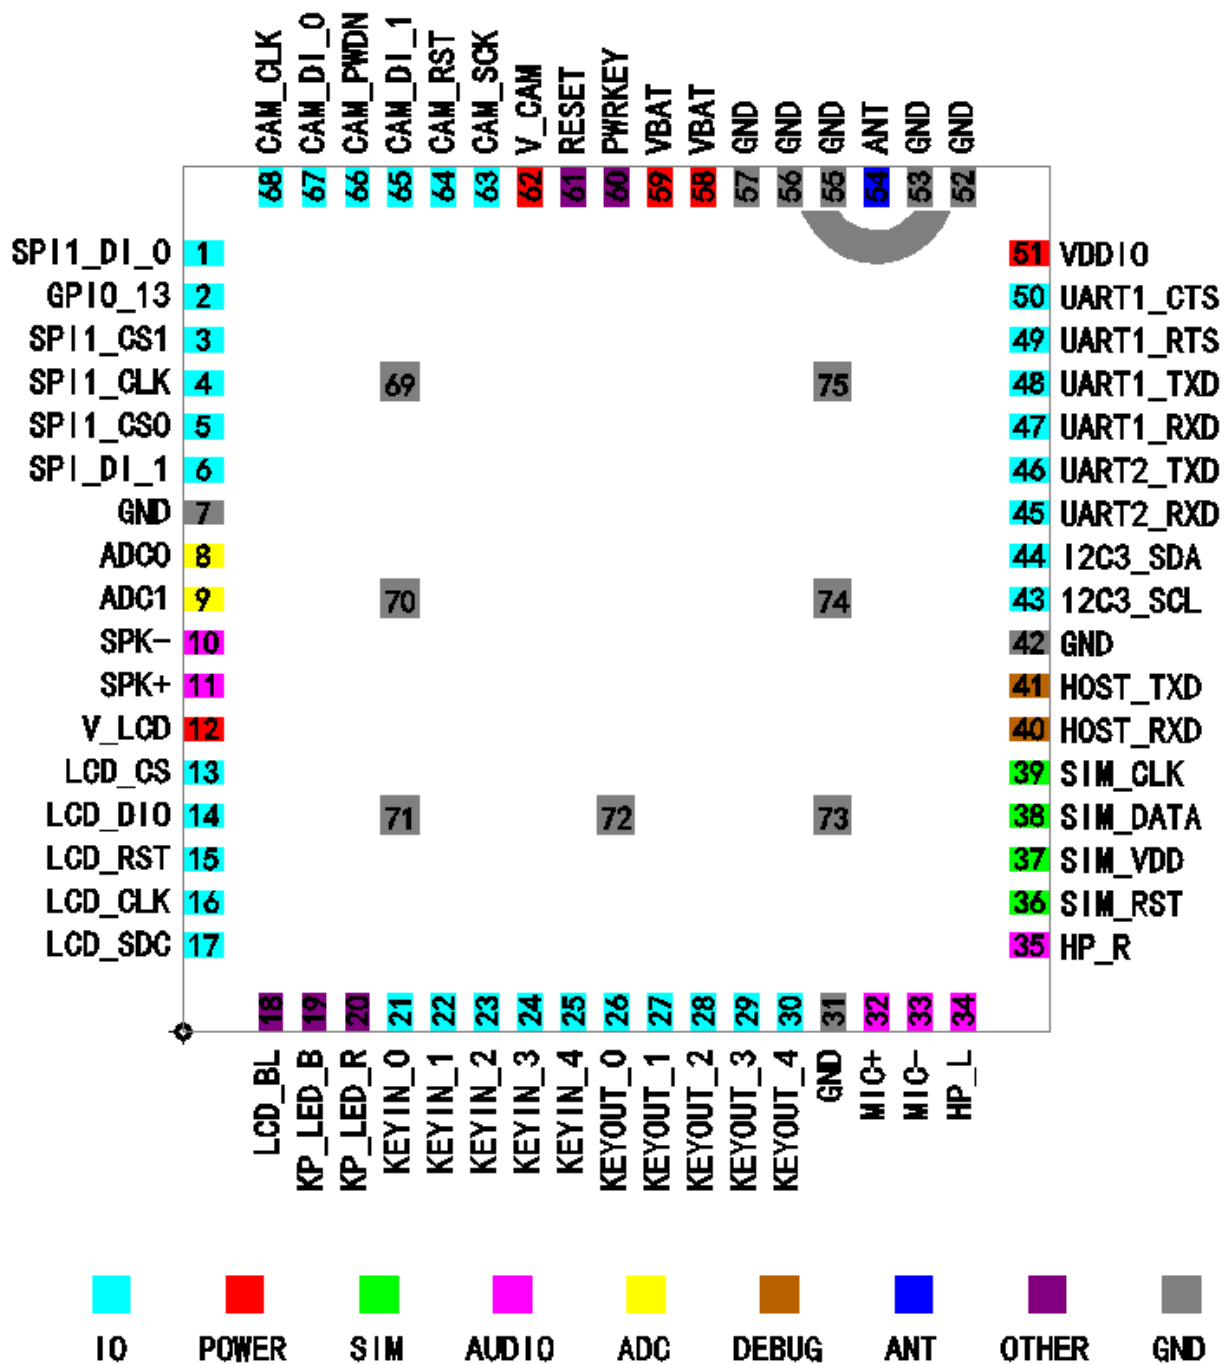 CAM_CLK
CAM_DI_0
CAM_PWDN
CAM_DI_1
CAM_RST
CAM_SCK
V_CAM
RESET
PWRKEY
VBAT
VBAT
GND
GND
GND
ANT
GND
GND
68 67 66 65 64 63 62 61 60 59 58 57 56 55 54 53 52
SPI1_DI_0 1
GPIO_13 2
SPI1_CS1 3
SPI1_CLK 4
SPI1_CS0 5
SPI_DI_1 6
GND 7
ADC0 8
ADC1 9
SPK- 10
SPK+ 11
V_LCD 12
LCD_CS 13
LCD_DIO 14
LCD_RST 15
LCD_CLK 16
LCD_SDC 17
69 75
70 74
71 72 73
51 VDDIO
50 UART1_CTS
49 UART1_RTS
48 UART1_TXD
47 UART1_RXD
46 UART2_TXD
45 UART2_RXD
44 I2C3_SDA
43 12C3_SCL
42 GND
41 HOST_TXD
40 HOST_RXD
39 SIM_CLK
38 SIM_DATA
37 SIM_VDD
36 SIM_RST
35 HP_R
18 19 20 21 22 23 24 25 26 27 28 29 30 31 32 33 34
LCD_BL
KP_LED_B
KP_LED_R
KEYIN_0
KEYIN_1
KEYIN_2
KEYIN_3
KEYIN_4
KEYOUT_0
KEYOUT_1
KEYOUT_2
KEYOUT_3
KEYOUT_4
GND
MIC+
MIC-
HP_L
IO POWER SIM AUDIO ADC DEBUG ANT OTHER GND